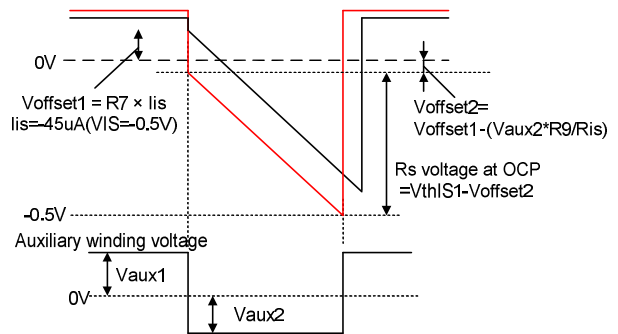 0V
Voffset1 = R7 × Iis
Iis=-45uA(VIS=-0.5V)
Voffset2=
Voffset1-(Vaux2*R9/Ris)
Rs voltage at OCP
=VthIS1-Voffset2
-0.5V
Auxiliary winding voltage
Vaux1
0V
Vaux2